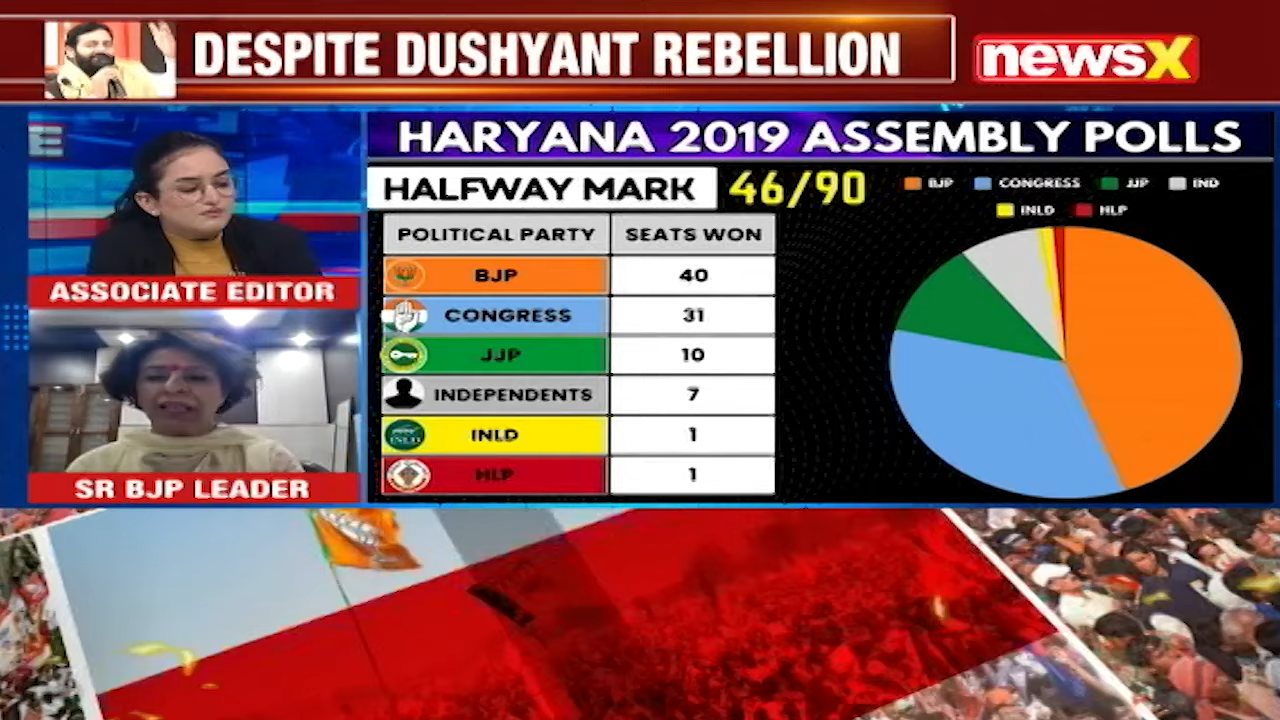 DESPITE DUSHYANT REBELLION
newsX
E
HARYANA 2019 ASSEMBLY POLLS
HALFWAY MARK 46/90
BJP CONGRESS JJP IND
INLD HLP
POLITICAL PARTY SEATS WON
BJP 40
CONGRESS 31
JJP 10
INDEPENDENTS 7
INLD 1
HLP 1
INLD
ASSOCIATE EDITOR
SR BJP LEADER